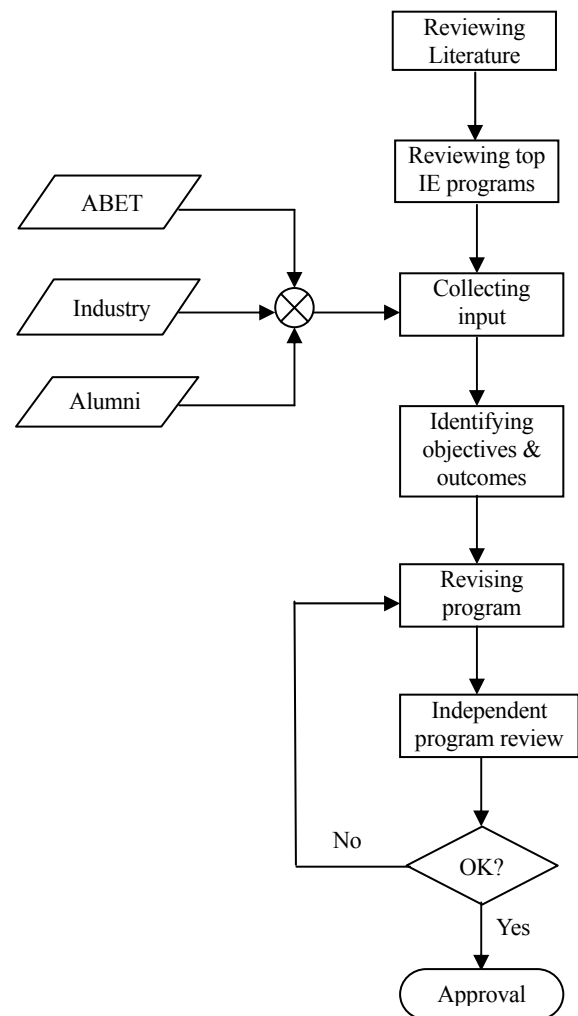 Reviewing
Literature
Reviewing top
IE programs
ABET
Industry
Alumni
Collecting
input
Identifying
objectives &
outcomes
Revising
program
Independent
program review
No
OK?
Yes
Approval